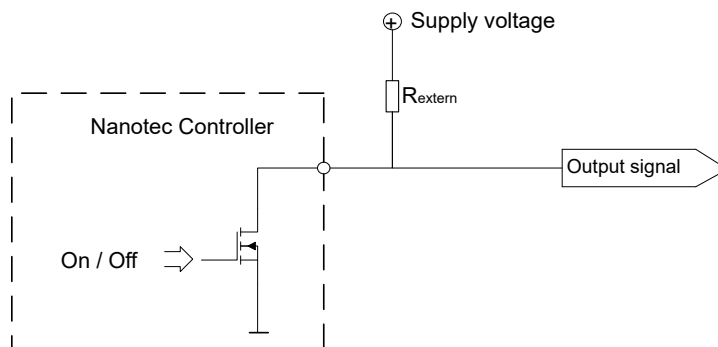 Supply voltage
Rextern
Nanotec Controller
Output signal
On / Off